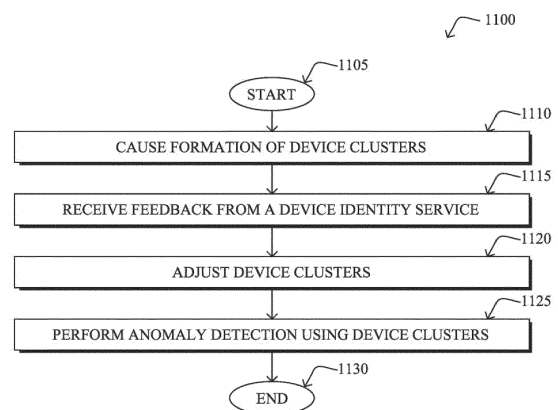 1100
1105
START
1110
CAUSE FORMATION OF DEVICE CLUSTERS
1115
RECEIVE FEEDBACK FROM A DEVICE IDENTITY SERVICE
1120
ADJUST DEVICE CLUSTERS
1125
PERFORM ANOMALY DETECTION USING DEVICE CLUSTERS
1130
END